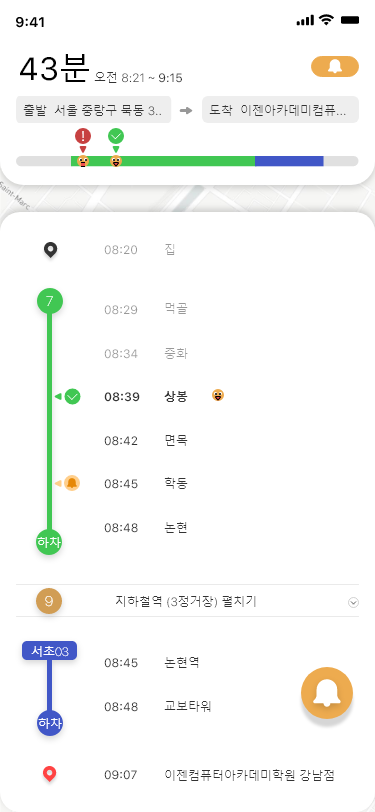 9:41
43분 오전 8:21 ~ 9:15
출발 서울 중랑구 묵동 3.. 도착 이젠아카데미컴퓨...
Saint-Marc
08:20 집
7
08:29 먹골
08:34 중화
08:39 상봉
08:42 면목
08:45 학동
08:48 논현
하차
9 지하철역 (3정거장) 펼치기
서초03
08:45 논현역
08:48 교보타워
하차
09:07 이젠컴퓨터아카데미학원 강남점